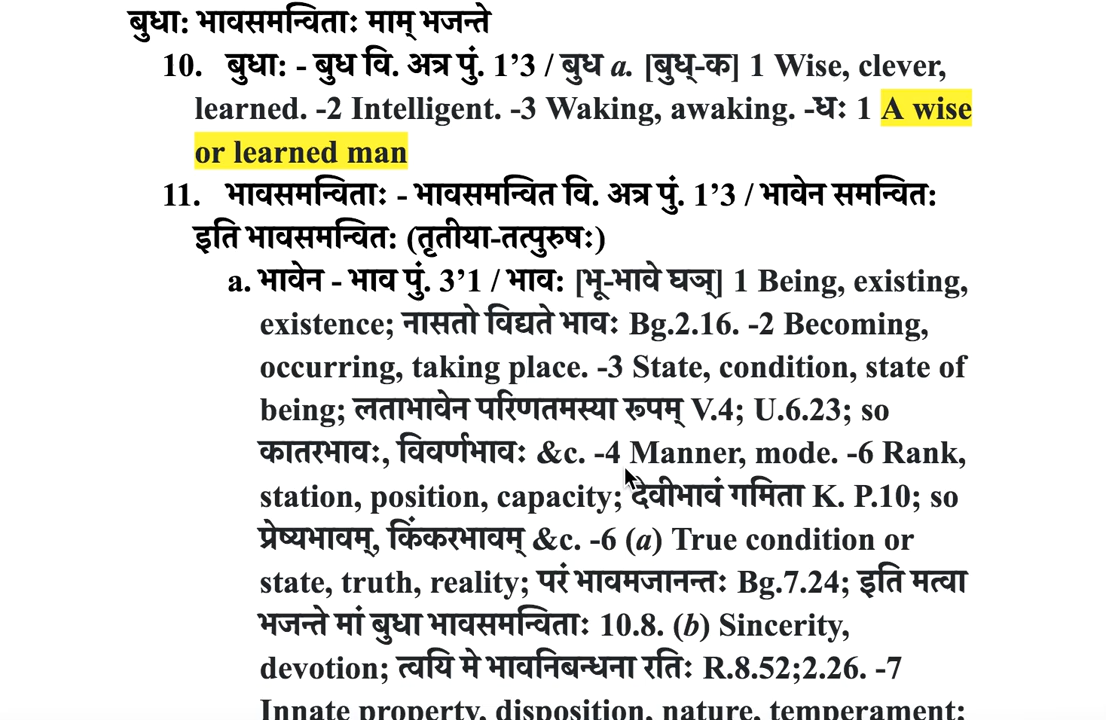 बुधा: भावसमन्विताः माम् भजन्ते
10. बुधा: - बुध वि. अत्र पुं. 1’3 / बुध a. [बुध्-क] 1 Wise, clever,
learned. -2 Intelligent. -3 Waking, awaking. -धः 1 A wise
or learned man
11. भावसमन्विताः - भावसमन्वित वि. अत्र पुं. 1’3 / भावेन समन्वित:
इति भावसमन्वित: (तृतीया-तत्पुरुषः)
a. भावेन - भाव पुं. 3’1 / भाव: [भू-भावे घञ्] 1 Being, existing,
existence; नासतो विद्यते भावः Bg.2.16. -2 Becoming,
occurring, taking place. -3 State, condition, state of
being; लताभावेन परिणतमस्या रूपम् V.4; U.6.23; so
कातरभावः, विवर्णभावः &c. -4 Manner, mode. -6 Rank,
station, position, capacity; देवीभावं गमिता K. P.10; so
प्रेष्यभावम्, किंकरभावम् &c. -6 (a) True condition or
state, truth, reality; परं भावमजानन्तः Bg.7.24; इति मत्वा
भजन्ते मां बुधा भावसमन्विताः 10.8. (b) Sincerity,
devotion; त्वयि मे भावनिबन्धना रतिः R.8.52;2.26. -7
Innate property, disposition, nature, temperament;